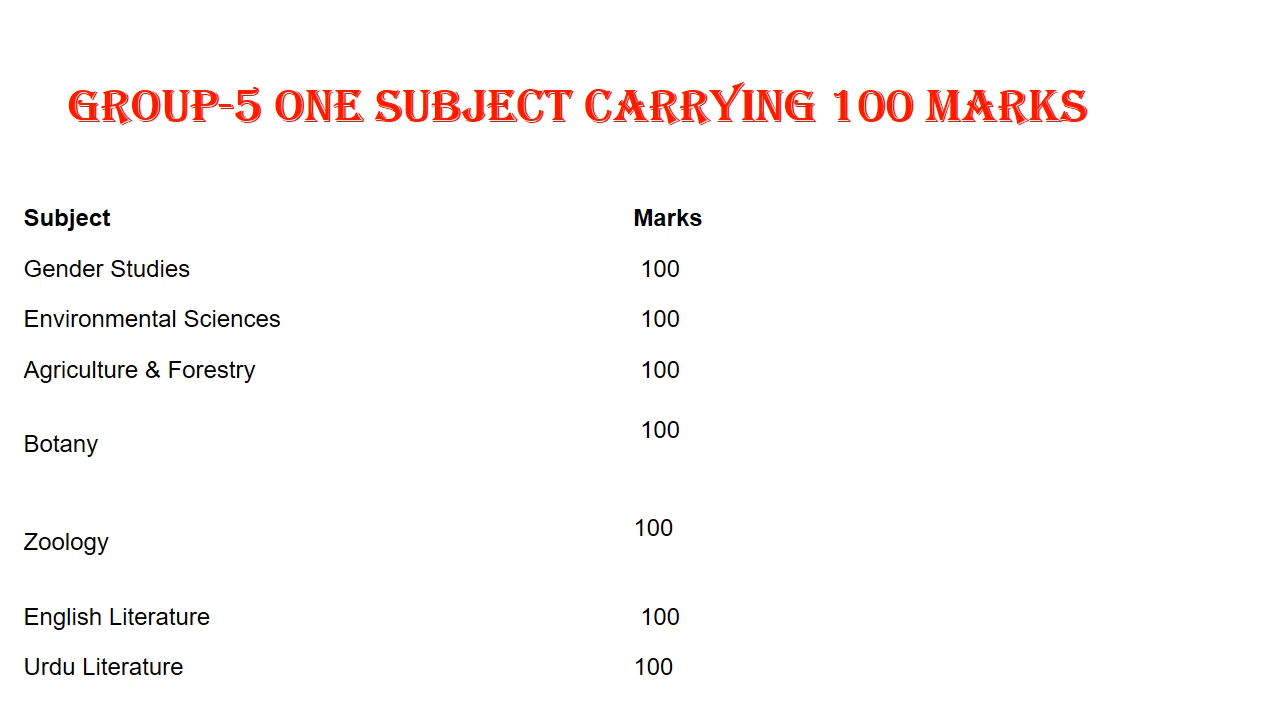 GROUP-5 ONE SUBJECT CARRYING 100 MARKS
Subject Marks
Gender Studies 100
Environmental Sciences 100
Agriculture & Forestry 100
Botany 100
Zoology 100
English Literature 100
Urdu Literature 100